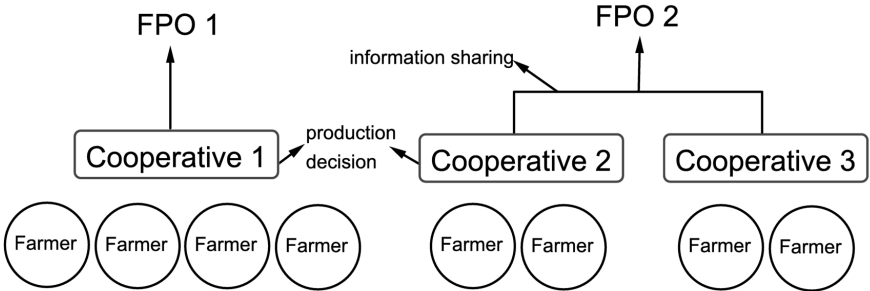 FPO 1
FPO 2
information sharing
production
decision
Cooperative 1
Cooperative 2
Cooperative 3
Farmer
Farmer
Farmer
Farmer
Farmer
Farmer
Farmer
Farmer